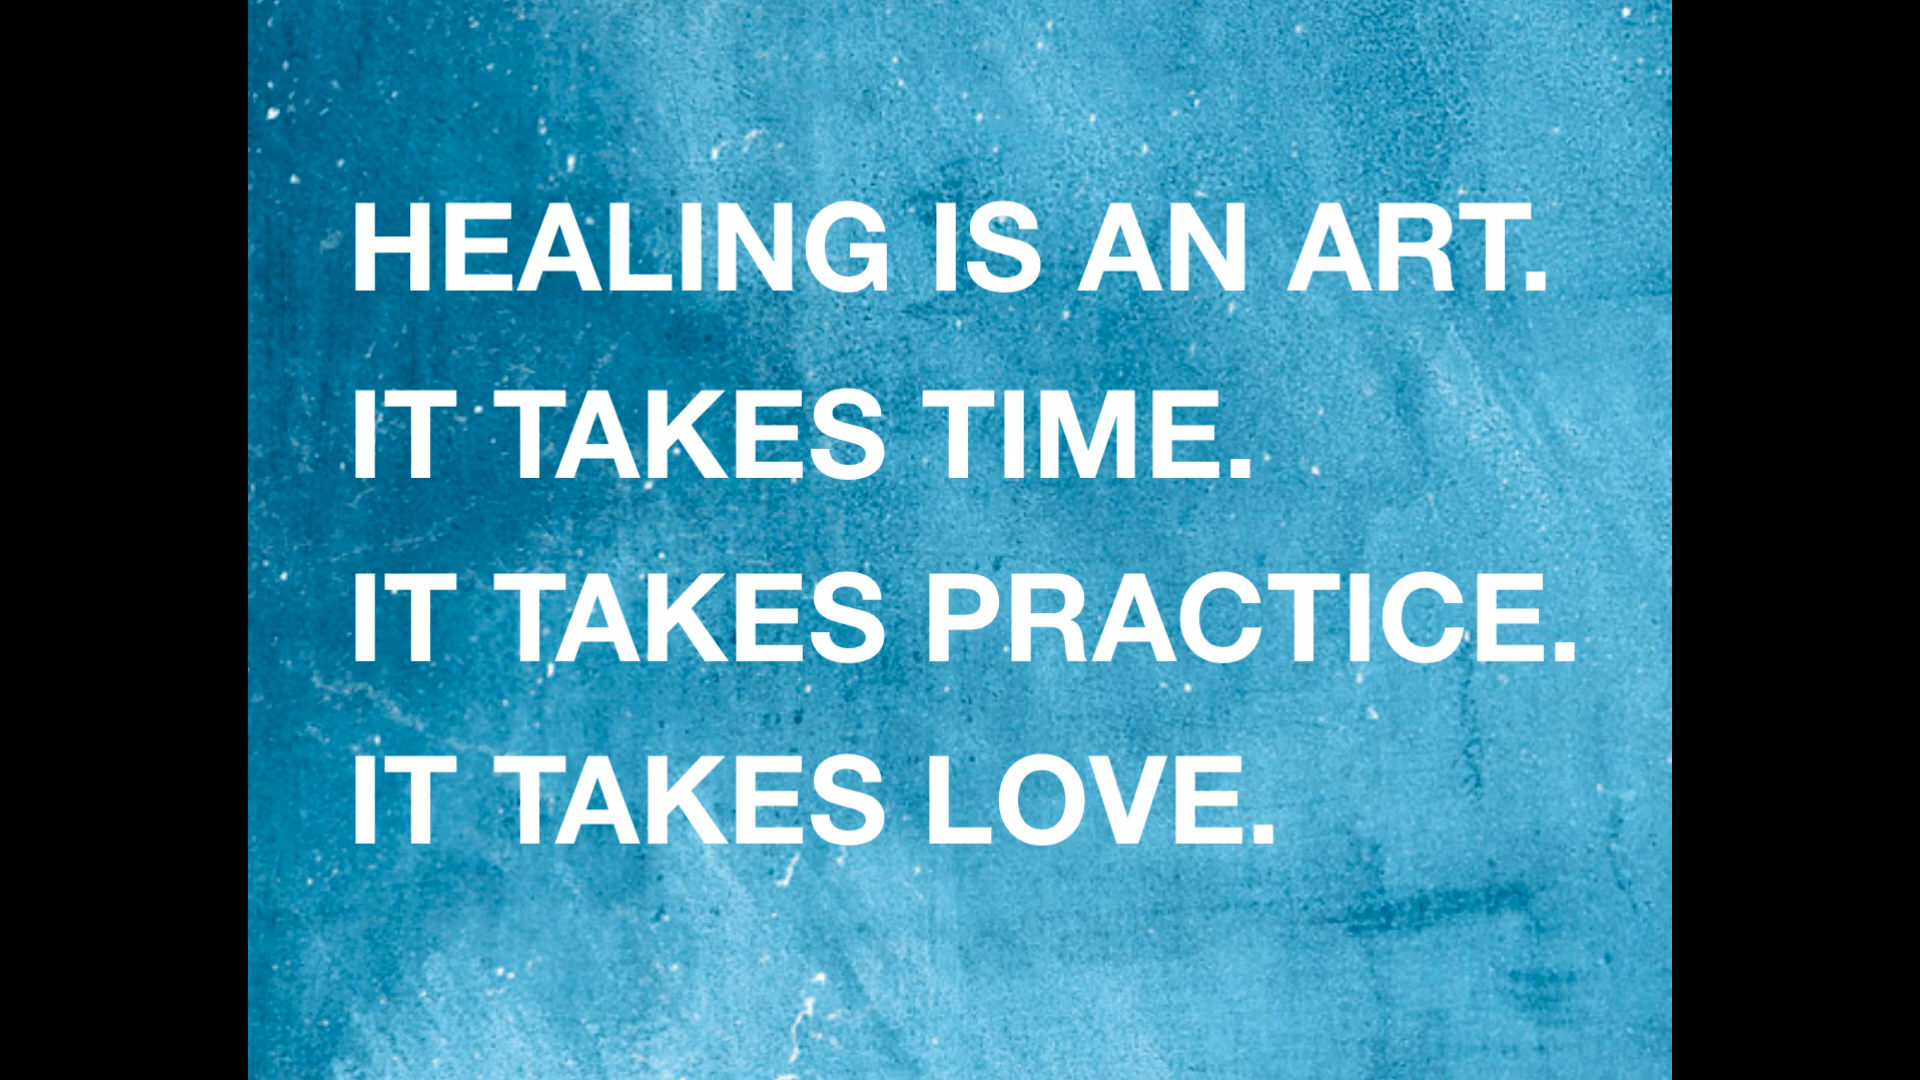 HEALING IS AN ART.
IT TAKES TIME.
IT TAKES PRACTICE.
IT TAKES LOVE.